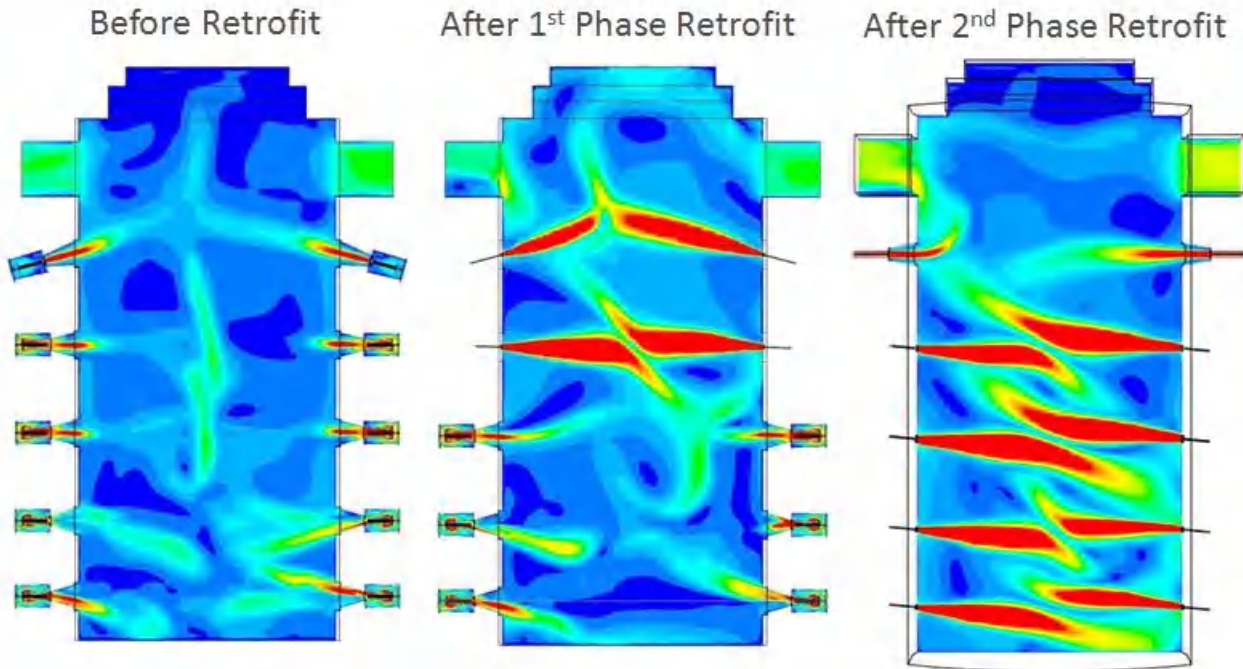 Before Retrofit
After 1st Phase Retrofit
After 2nd Phase Retrofit